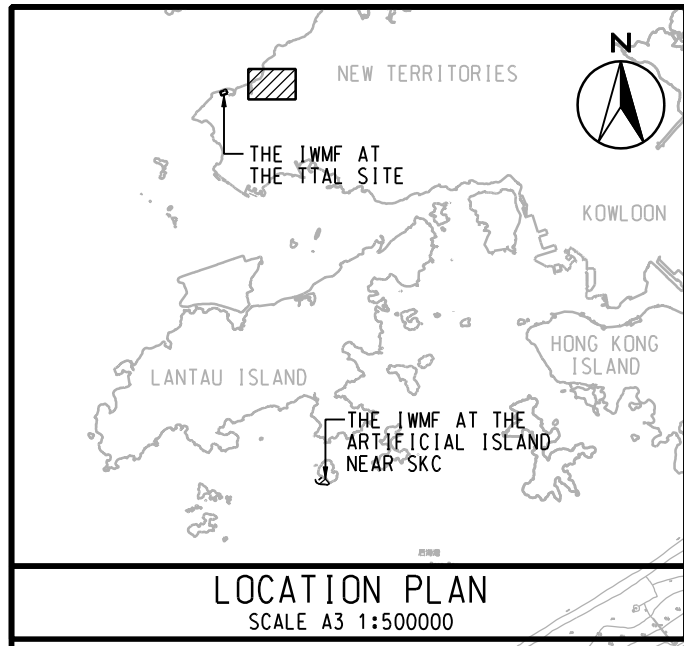 N
NEW TERRITORIES
THE IWMF AT
THE TTAL SITE
KOWLOON
HONG KONG
ISLAND
LANTAU ISLAND
THE IWMF AT THE
ARTIFICIAL ISLAND
NEAR SKC
LOCATION PLAN
SCALE A3 1:500000